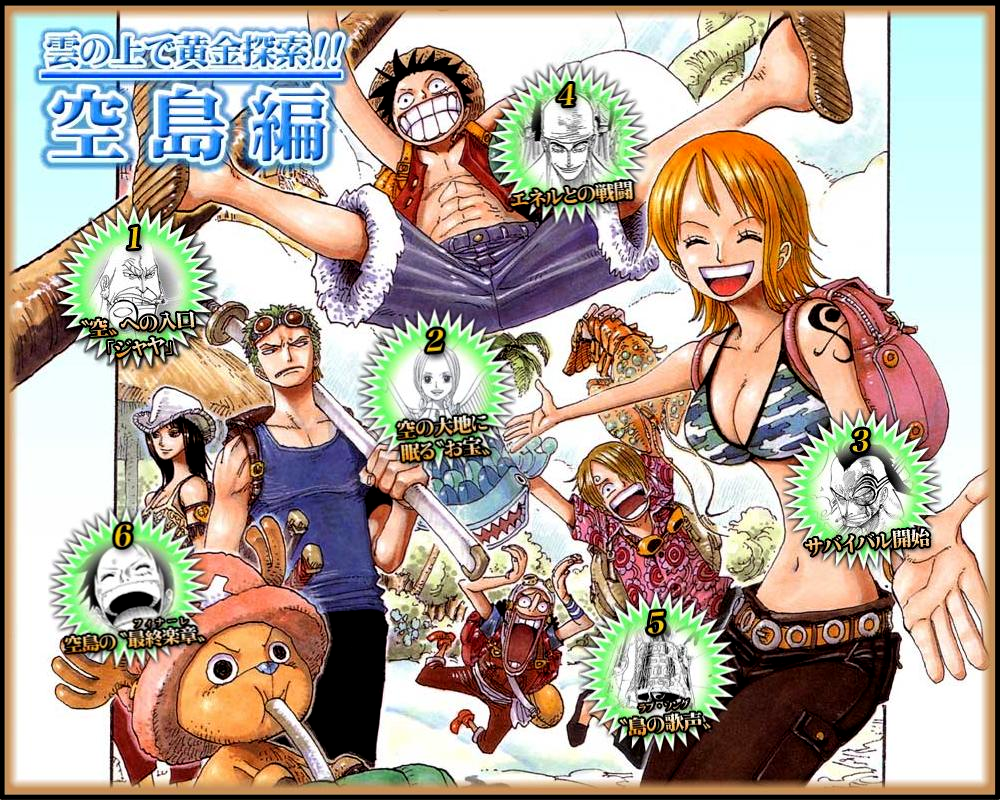 雲の上で黄金探索!!
空島編
1
〝空〟への入口
「ジャヤ」
2
空の大地に
眠る〝お宝〟
3
サバイバル開始
4
エネルとの戦闘
5
ラブ・ソング
〝島の歌声〟
6
フィナーレ
空島の〝最終楽章〟